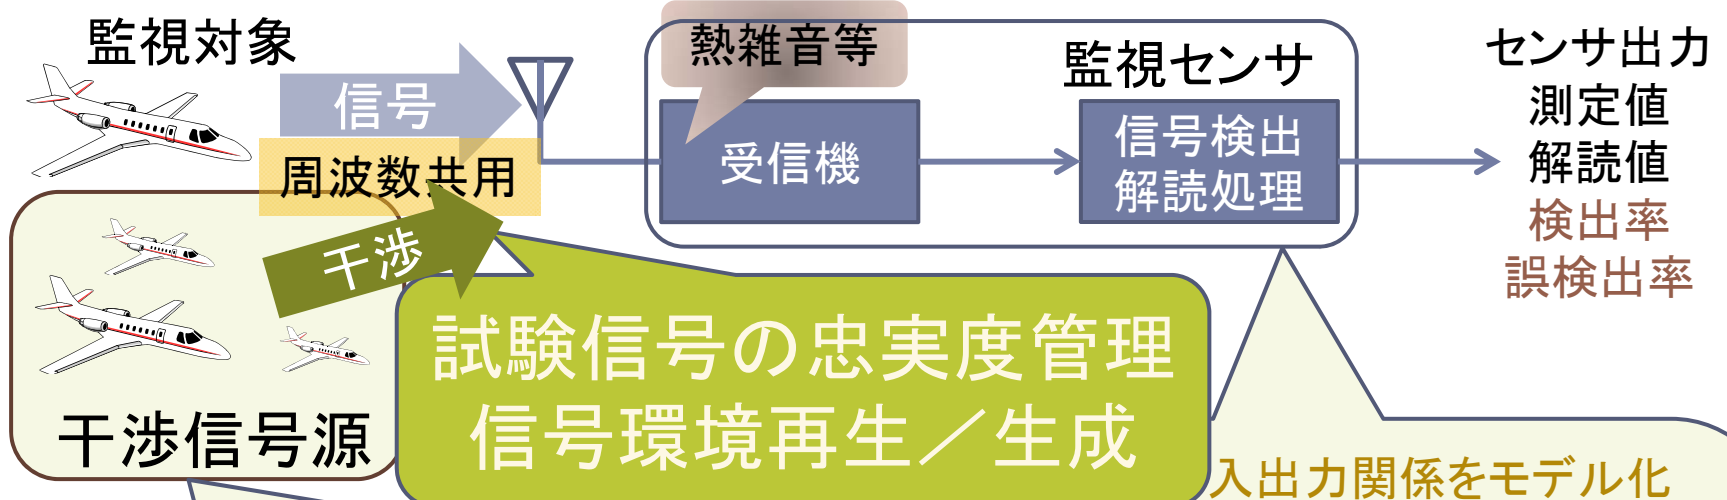 監視対象
信号
周波数共用
干渉
干渉信号源
熱雑音等
監視センサ
受信機
信号検出
解読処理
センサ出力
測定値
解読値
検出率
誤検出率
試験信号の忠実度管理
信号環境再生／生成
入出力関係をモデル化